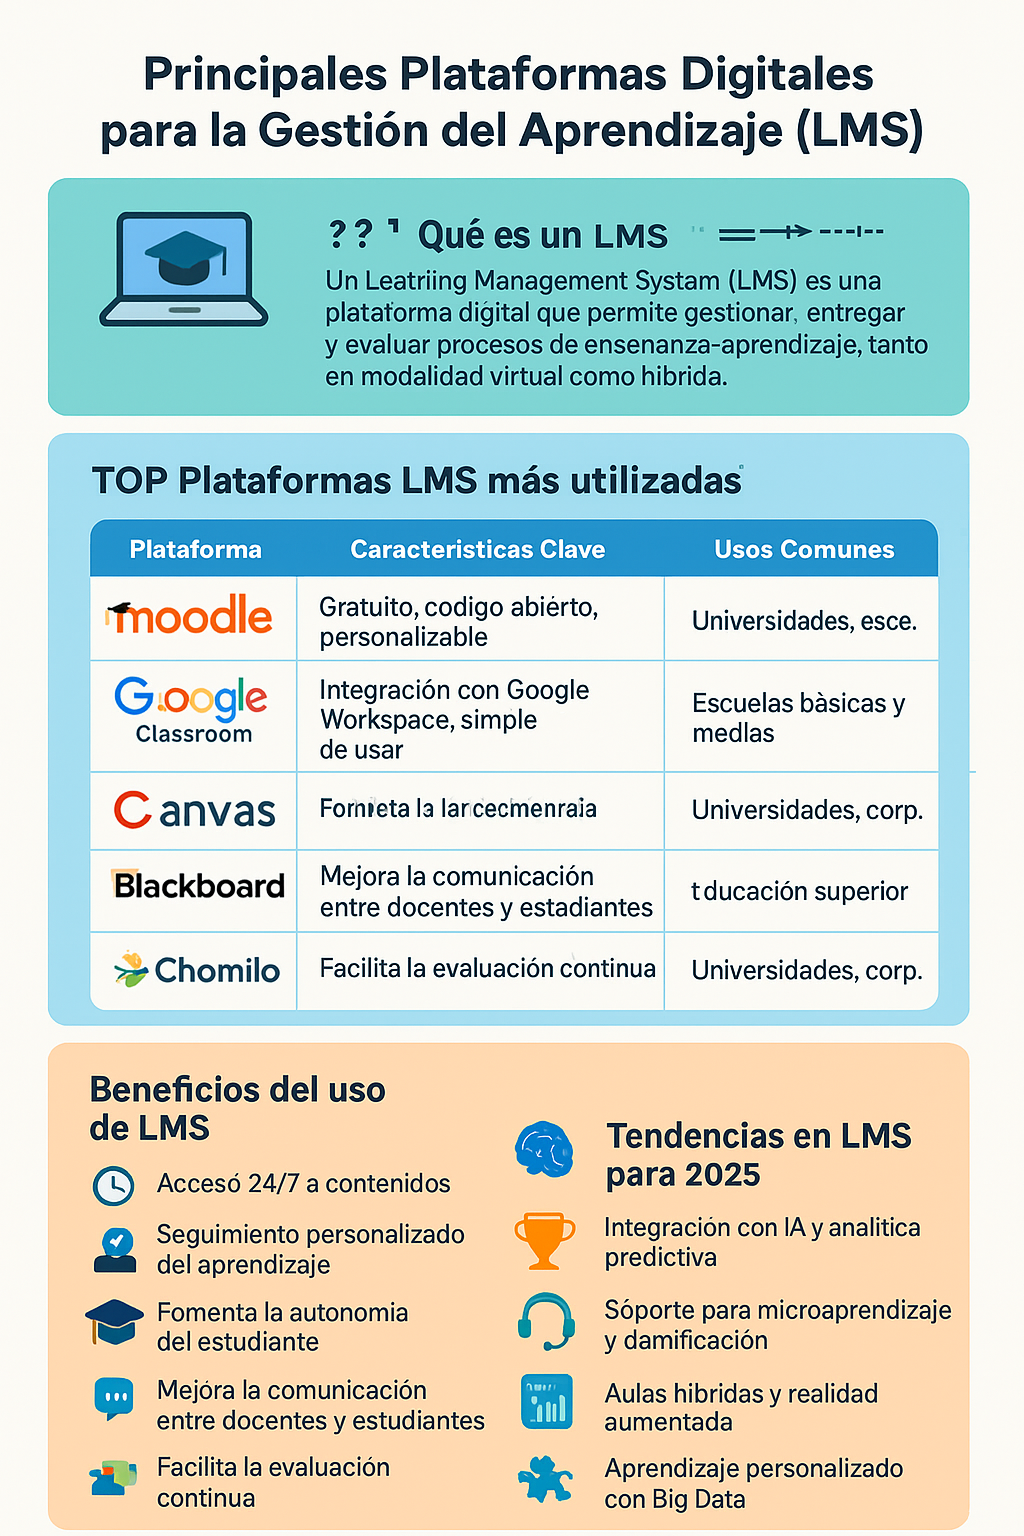 Principales Plataformas Digitales
para la Gestión del Aprendizaje (LMS)
?? Qué es un LMS
Un Leatriing Management Systam (LMS) es una
plataforma digital que permite gestionar, entregar
y evaluar procesos de ensenanza-aprendizaje, tanto
en modalidad virtual como hibrida.
TOP Plataformas LMS más utilizadas
Plataforma Caracteristicas Clave Usos Comunes
moodle
Gratuito, codigo abiérto,
personalizable
Universidades, esce.
Google
Classroom
Integración con Google
Workspace, simple
de usar
Escuelas bàsicas y
medlas
Canvas
la
Universidades, corp.
Blackboard
Mejora la comunicación
entre docentes y estadiantes
tducación superior
Chomilo
Facilita la evaluación continua
Universidades, corp.
Beneficios del uso
de LMS
Accesó 24/7 a contenidos
Seguimiento personalizado
del aprendizaje
Fomenta la autonomia
del estudiante
Mejóra la comunicación
entre docentes y estudiantes
Facilita la evaluación
continua
Tendencias en LMS
para 2025
Integración con IA y analitica
predictiva
Sóporte para microaprendizaje
y damificación
Aulas hibridas y realidad
aumentada
Aprendizaje personalizado
con Big Data